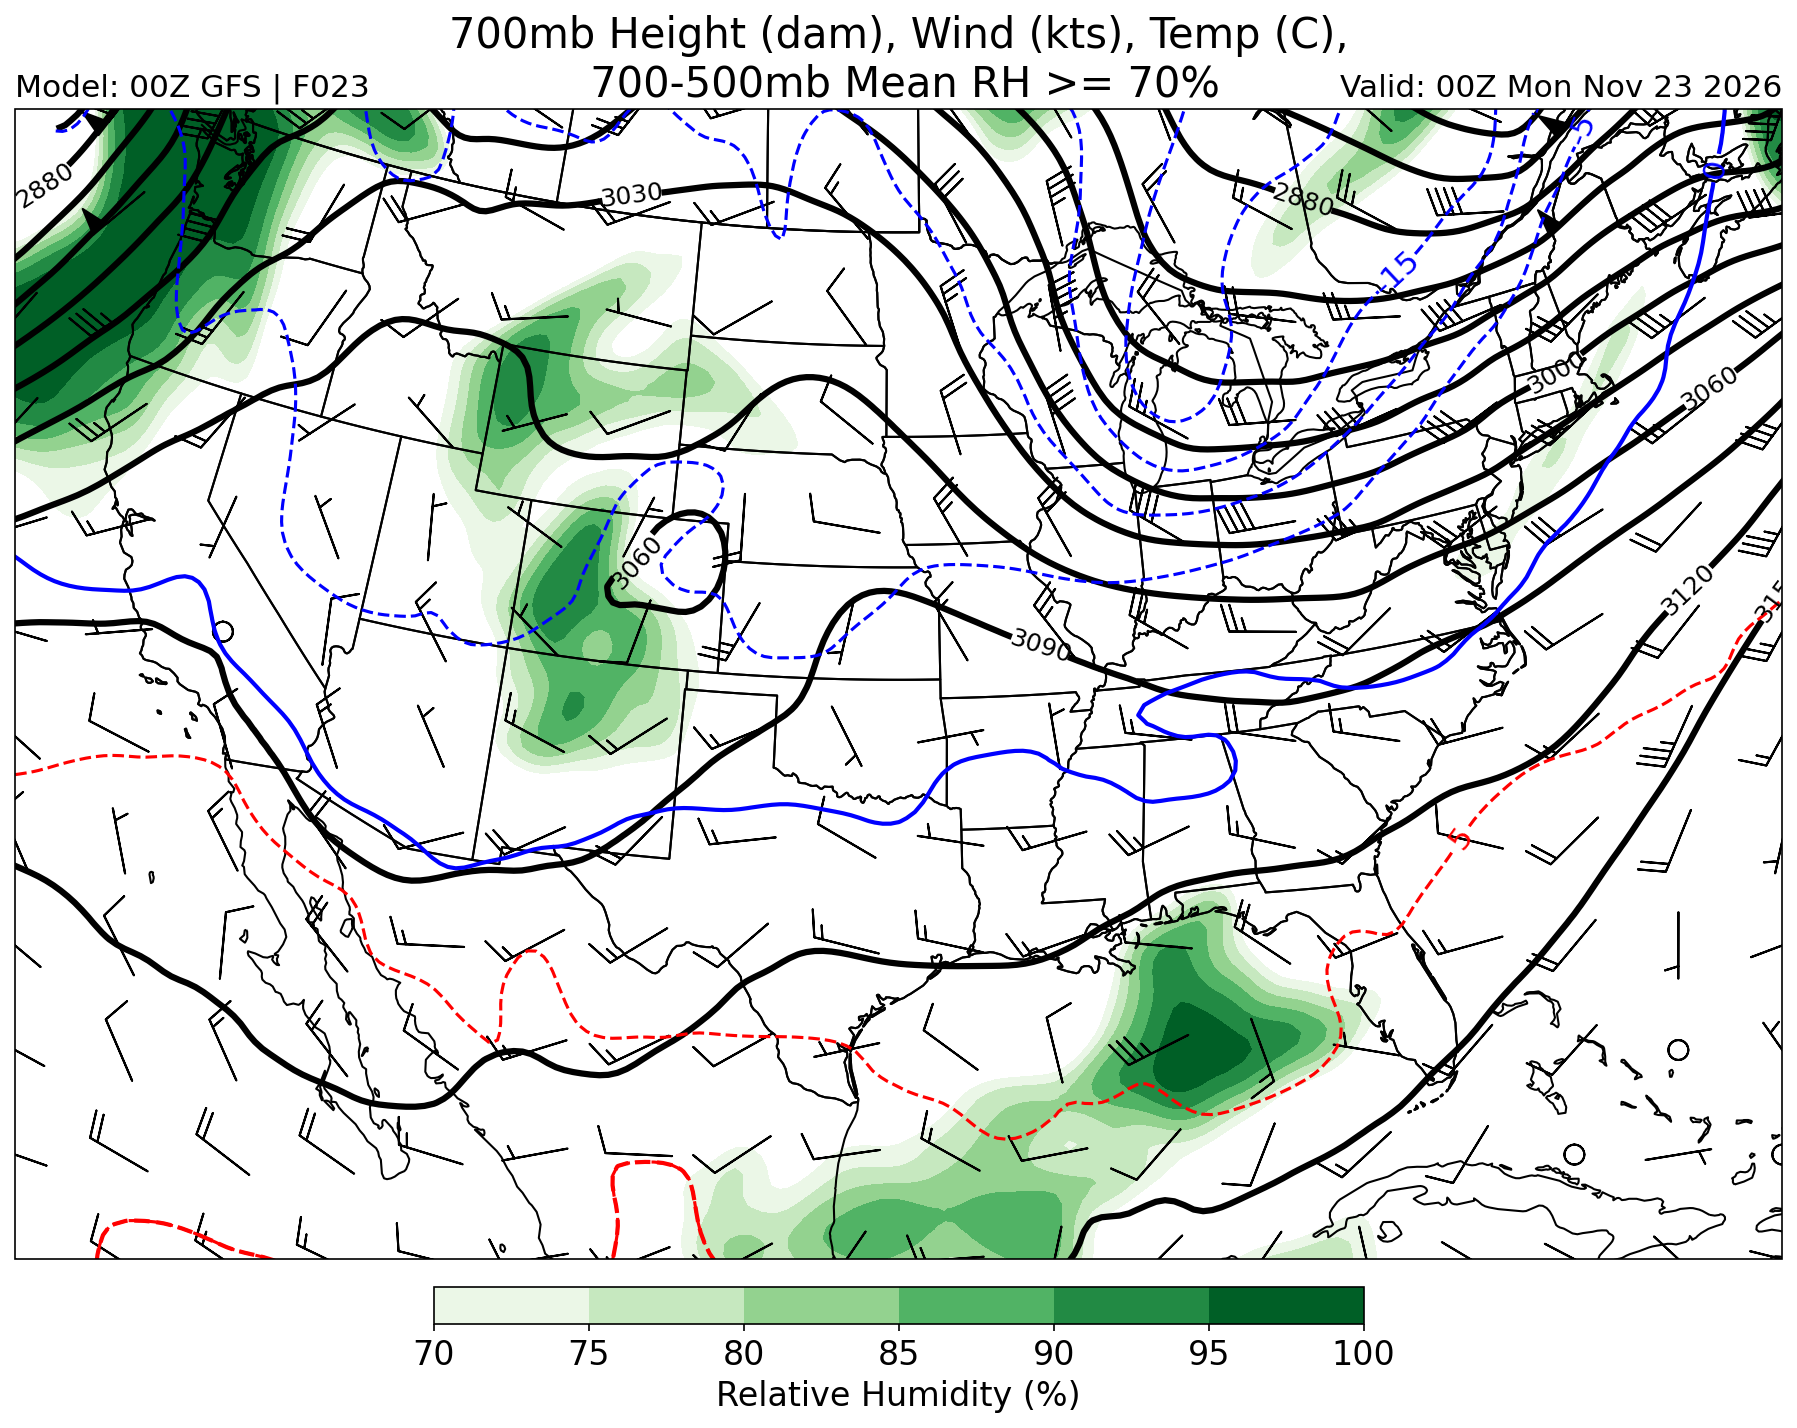 700mb Height (dam), Wind (kts), Temp (C),
700-500mb Mean RH >= 70%
Model: 00Z GFS | F023
Valid: 00Z Mon Nov 23 2026
2880
3030
2880
-15
0
3000
3060
3060
3120
3090
5
70 75 80 85 90 95 100
Relative Humidity (%)